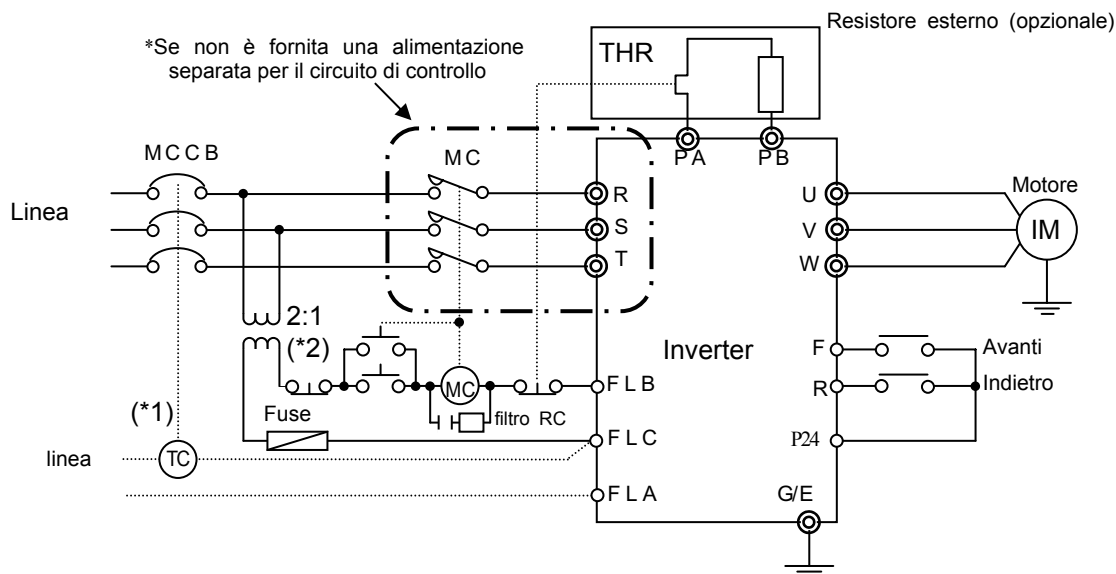 Resistore esterno (opzionale)
*Se non è fornita una alimentazione
separata per il circuito di controllo
THR
PA
PB
MCCB
MC
R
S
T
U
V
W
Motore
IM
Linea
2:1
(*2)
Inverter
F
Avanti
R
Indietro
MC
FLB
filtro RC
(*1)
Fuse
FLC
P24
linea
TC
FLA
G/E